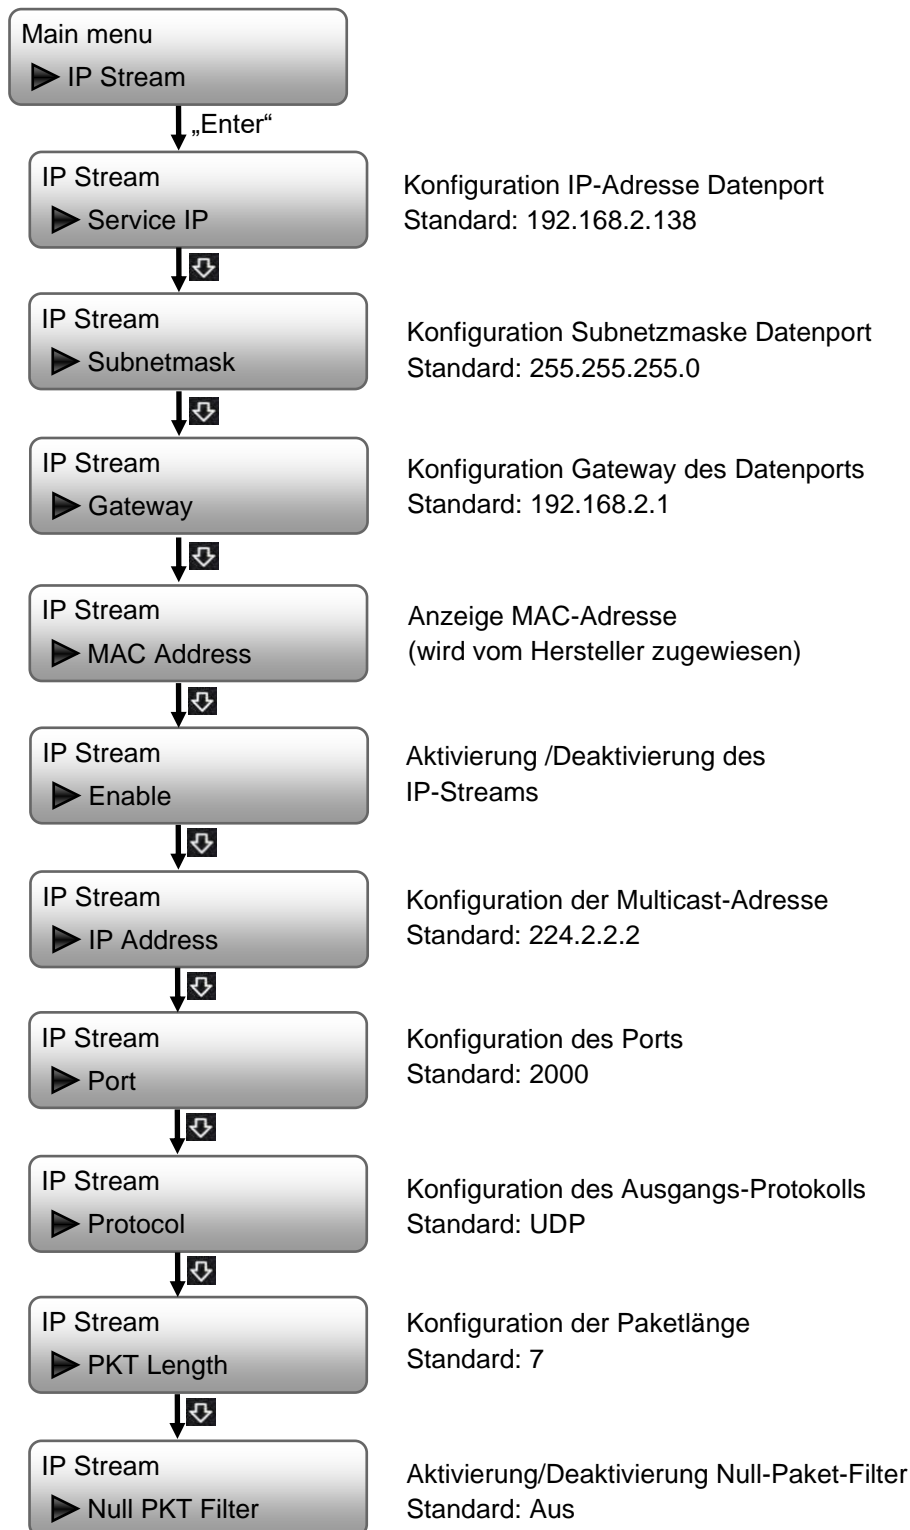 Main menu
IP Stream
„Enter“
IP Stream
Service IP
Konfiguration IP-Adresse Datenport
Standard: 192.168.2.138
IP Stream
Subnetmask
Konfiguration Subnetzmaske Datenport
Standard: 255.255.255.0
IP Stream
Gateway
Konfiguration Gateway des Datenports
Standard: 192.168.2.1
IP Stream
MAC Address
Anzeige MAC-Adresse
(wird vom Hersteller zugewiesen)
IP Stream
Enable
Aktivierung /Deaktivierung des
IP-Streams
IP Stream
IP Address
Konfiguration der Multicast-Adresse
Standard: 224.2.2.2
IP Stream
Port
Konfiguration des Ports
Standard: 2000
IP Stream
Protocol
Konfiguration des Ausgangs-Protokolls
Standard: UDP
IP Stream
PKT Length
Konfiguration der Paketlänge
Standard: 7
IP Stream
Null PKT Filter
Aktivierung/Deaktivierung Null-Paket-Filter
Standard: Aus